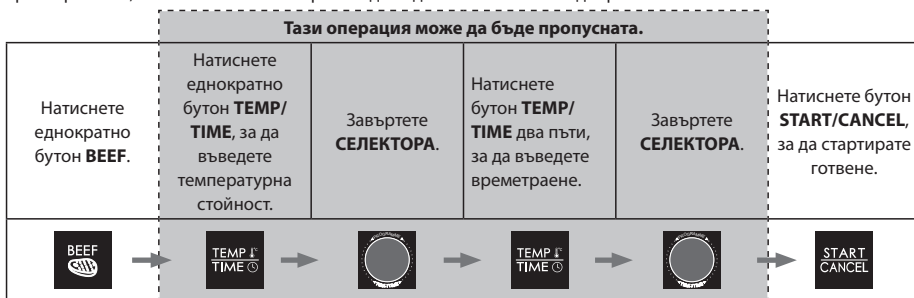 Тази операция може да бъде пропусната.
Натиснете
еднократно
бутон BEEF.
Натиснете
еднократно
бутон TEMP/
TIME, за да
въведете
температурна
стойност.
Завъртете
СЕЛЕКТОРА.
Натиснете
бутон TEMP/
TIME два пъти,
за да въведете
времетраене.
Завъртете
СЕЛЕКТОРА.
Натиснете бутон
START/CANCEL,
за да стартирате
готвене.
BEEF
TEMP
TIME
TEMP
TIME
START
CANCEL